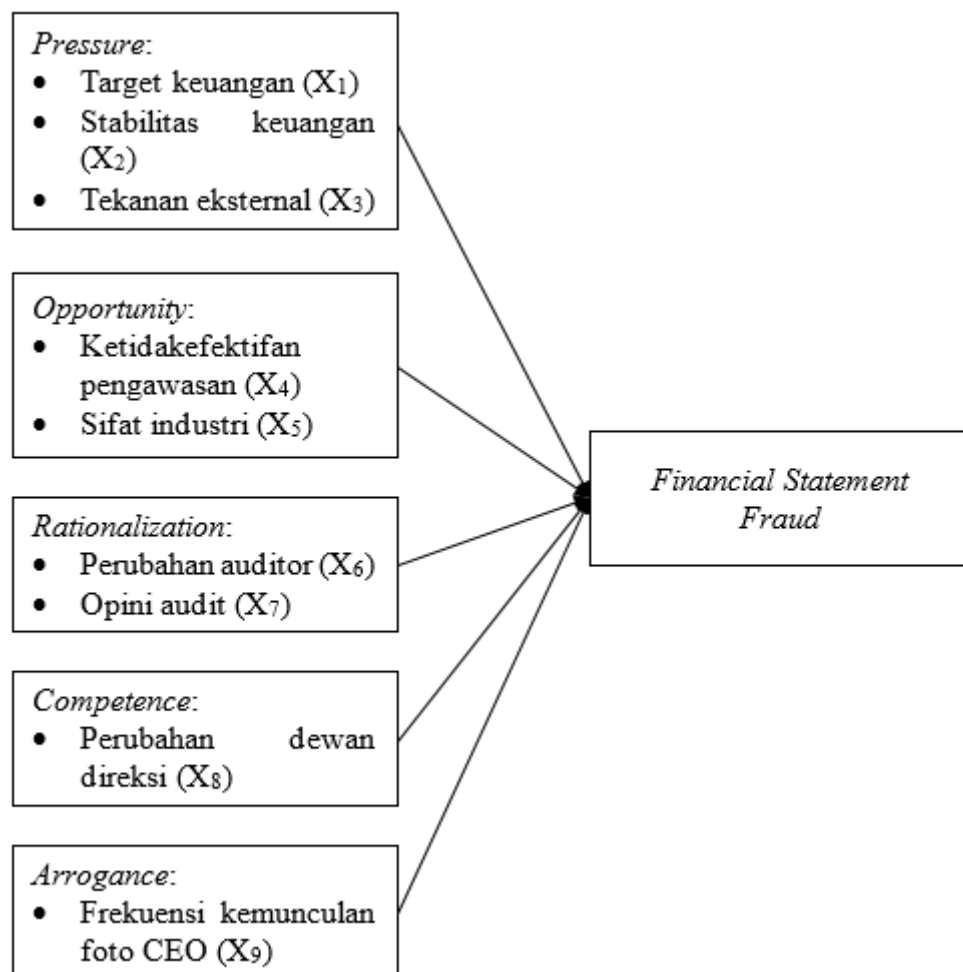 Pressure:
• Target keuangan (X₁)
• Stabilitas keuangan
(X₂)
• Tekanan eksternal (X₃)
Opportunity:
• Ketidakefektifan
pengawasan (X₄)
• Sifat industri (X₅)
Rationalization:
• Perubahan auditor (X₆)
• Opini audit (X₇)
Competence:
• Perubahan dewan
direksi (X₈)
Arrogance:
• Frekuensi kemunculan
foto CEO (X₉)
Financial Statement
Fraud